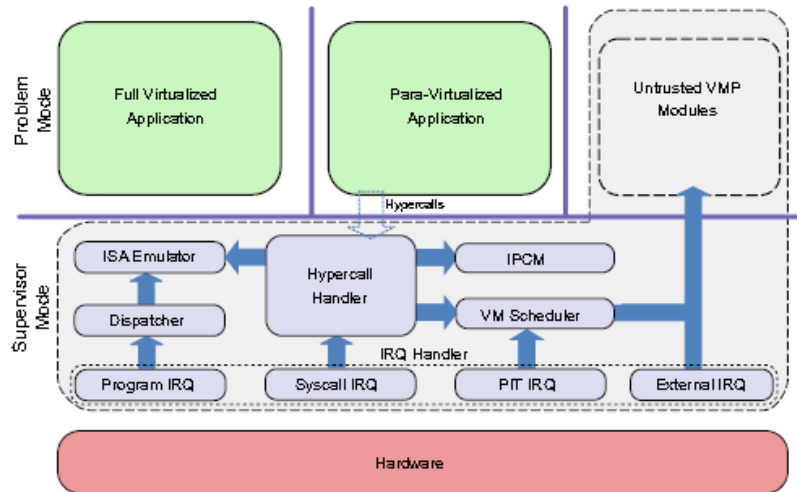 Problem
Mode
Full Virtualized
Application
Para-Virtualized
Application
Untrusted VMP
Modules
Hypercalls
Supervisor
Mode
ISA Emulator
Hypercall
Handler
IPCM
Dispatcher
VM Scheduler
IRQ Handler
Program IRQ
Syscall IRQ
PIT IRQ
External IRQ
Hardware